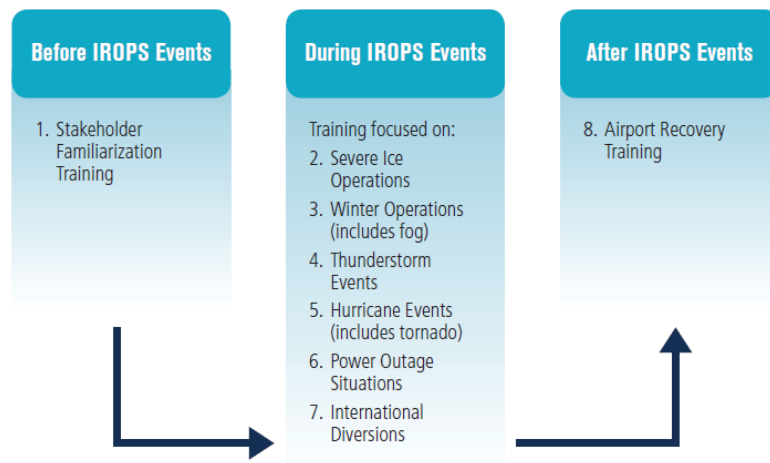 Before IROPS Events
1. Stakeholder
Familiarization
Training
During IROPS Events
Training focused on:
2. Severe Ice
Operations
3. Winter Operations
(includes fog)
4. Thunderstorm
Events
5. Hurricane Events
(includes tornado)
6. Power Outage
Situations
7. International
Diversions
After IROPS Events
8. Airport Recovery
Training